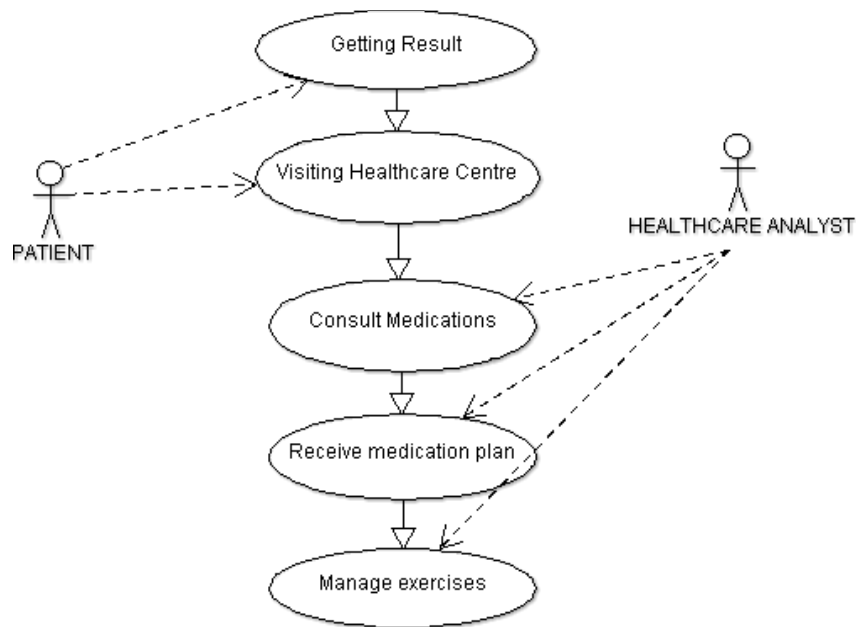 Getting Result
Visiting Healthcare Centre
PATIENT
HEALTHCARE ANALYST
Consult Medications
Receive medication plan
Manage exercises